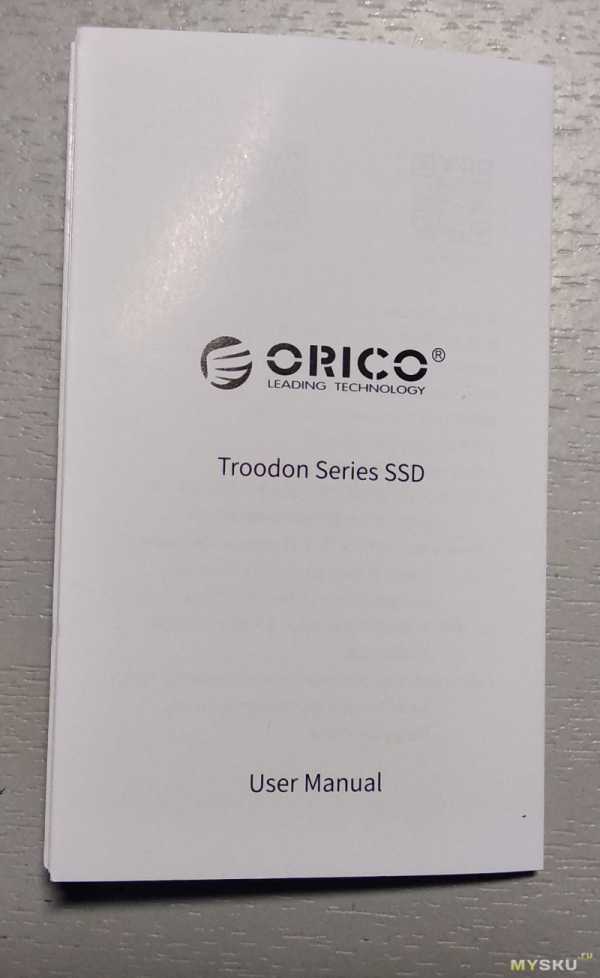 ORICO®
LEADING TECHNOLOGY
Troodon Series SSD
User Manual
MYSKU.ru